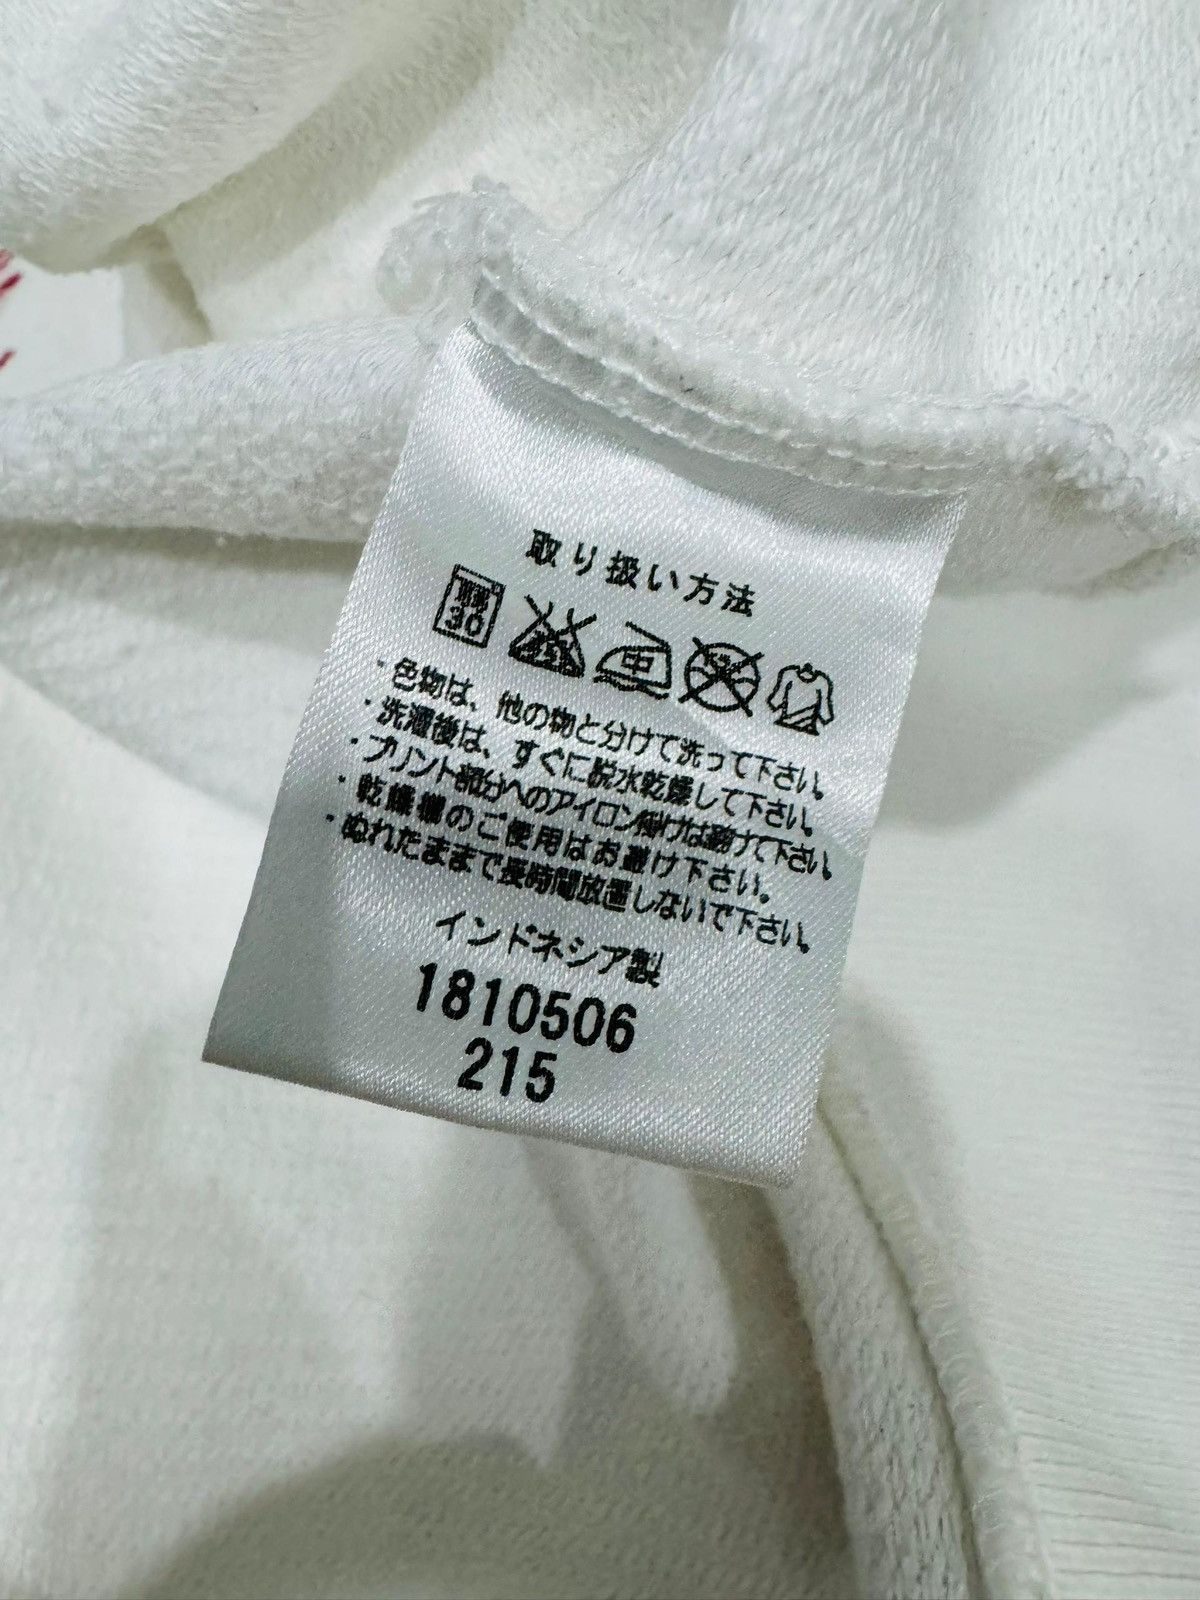 取り扱い方法
30
中
・色物は、他の物と分けて洗って下さい。
・洗濯後は、すぐに脱水乾燥して下さい。
・プリント部分へのアイロン掛けは避けて下さい。
・乾燥機のご使用はお避け下さい。
・ぬれたままで長時間放置しないで下さい。
インドネシア製
1810506
215